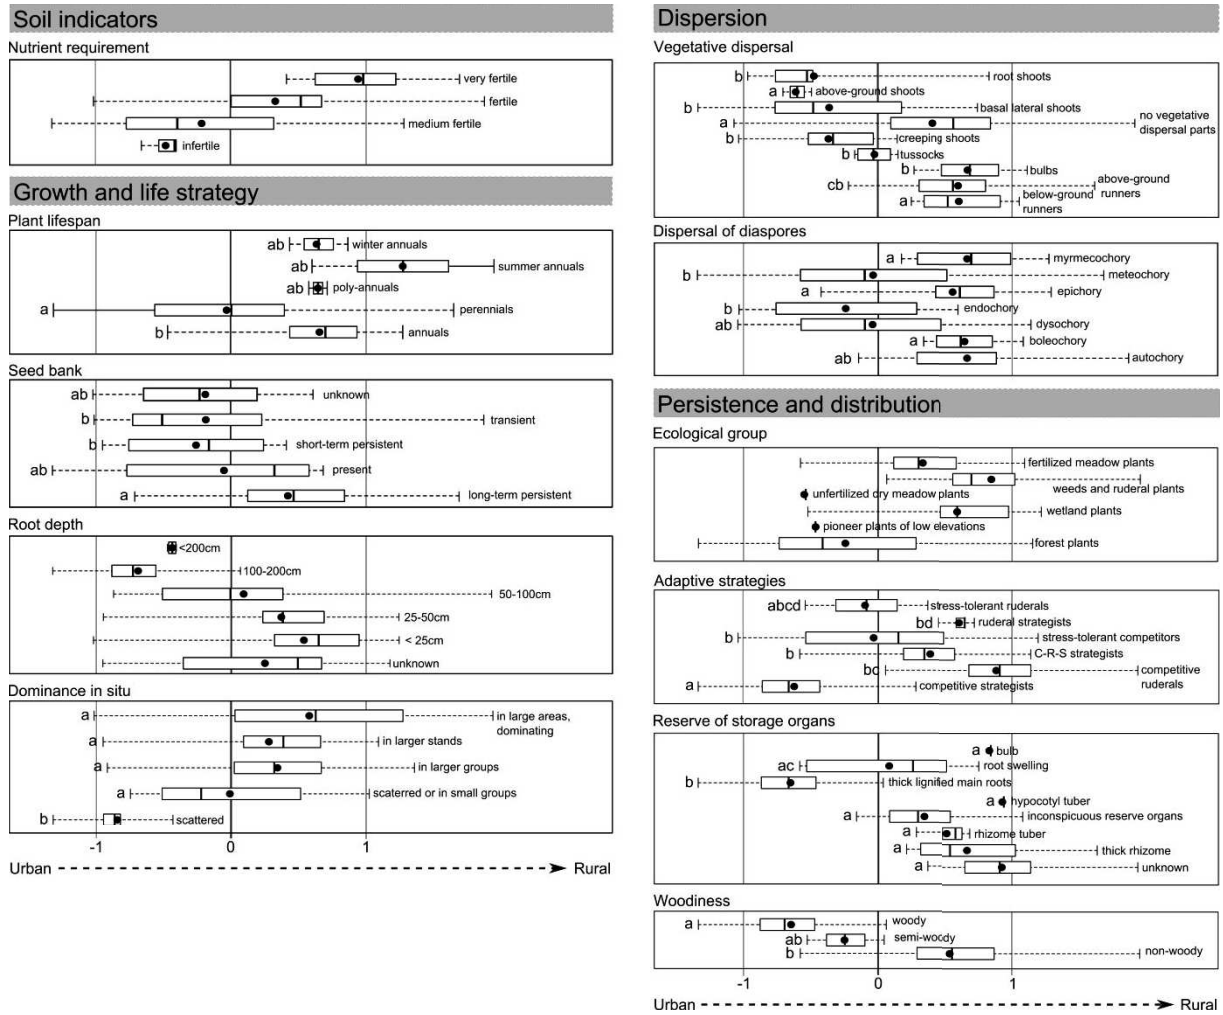 Soil indicators
Nutrient requirement
very fertile
fertile
medium fertile
infertile
Growth and life strategy
Plant lifespan
ab winter annuals
ab summer annuals
ab poly-annuals
a perennials
b annuals
Seed bank
ab unknown
b transient
b short-term persistent
ab present
a long-term persistent
Root depth
<200cm
100-200cm
50-100cm
25-50cm
< 25cm
unknown
Dominance in situ
a in large areas,
dominating
a in larger stands
a in larger groups
a scaterred or in small groups
b scattered
-1 0 1
Urban Rural
Dispersion
Vegetative dispersal
b root shoots
a above-ground shoots
b basal lateral shoots
a no vegetative
dispersal parts
b creeping shoots
b tussocks
b bulbs
cb above-ground
runners
a below-ground
runners
Dispersal of diaspores
a myrmecochory
b meteochory
a epichory
b endochory
ab dysochory
a boleochory
ab autochory
Persistence and distribution
Ecological group
fertilized meadow plants
weeds and ruderal plants
unfertilized dry meadow plants
wetland plants
pioneer plants of low elevations
forest plants
Adaptive strategies
abcd stress-tolerant ruderals
bd ruderal strategists
b stress-tolerant competitors
b C-R-S strategists
bc competitive
ruderals
a competitive strategists
Reserve of storage organs
a bulb
ac root swelling
b thick lignified main roots
a hypocotyl tuber
a inconspicuous reserve organs
a rhizome tuber
a thick rhizome
a unknown
Woodiness
a woody
ab semi-woody
b non-woody
-1 0 1
Urban Rural